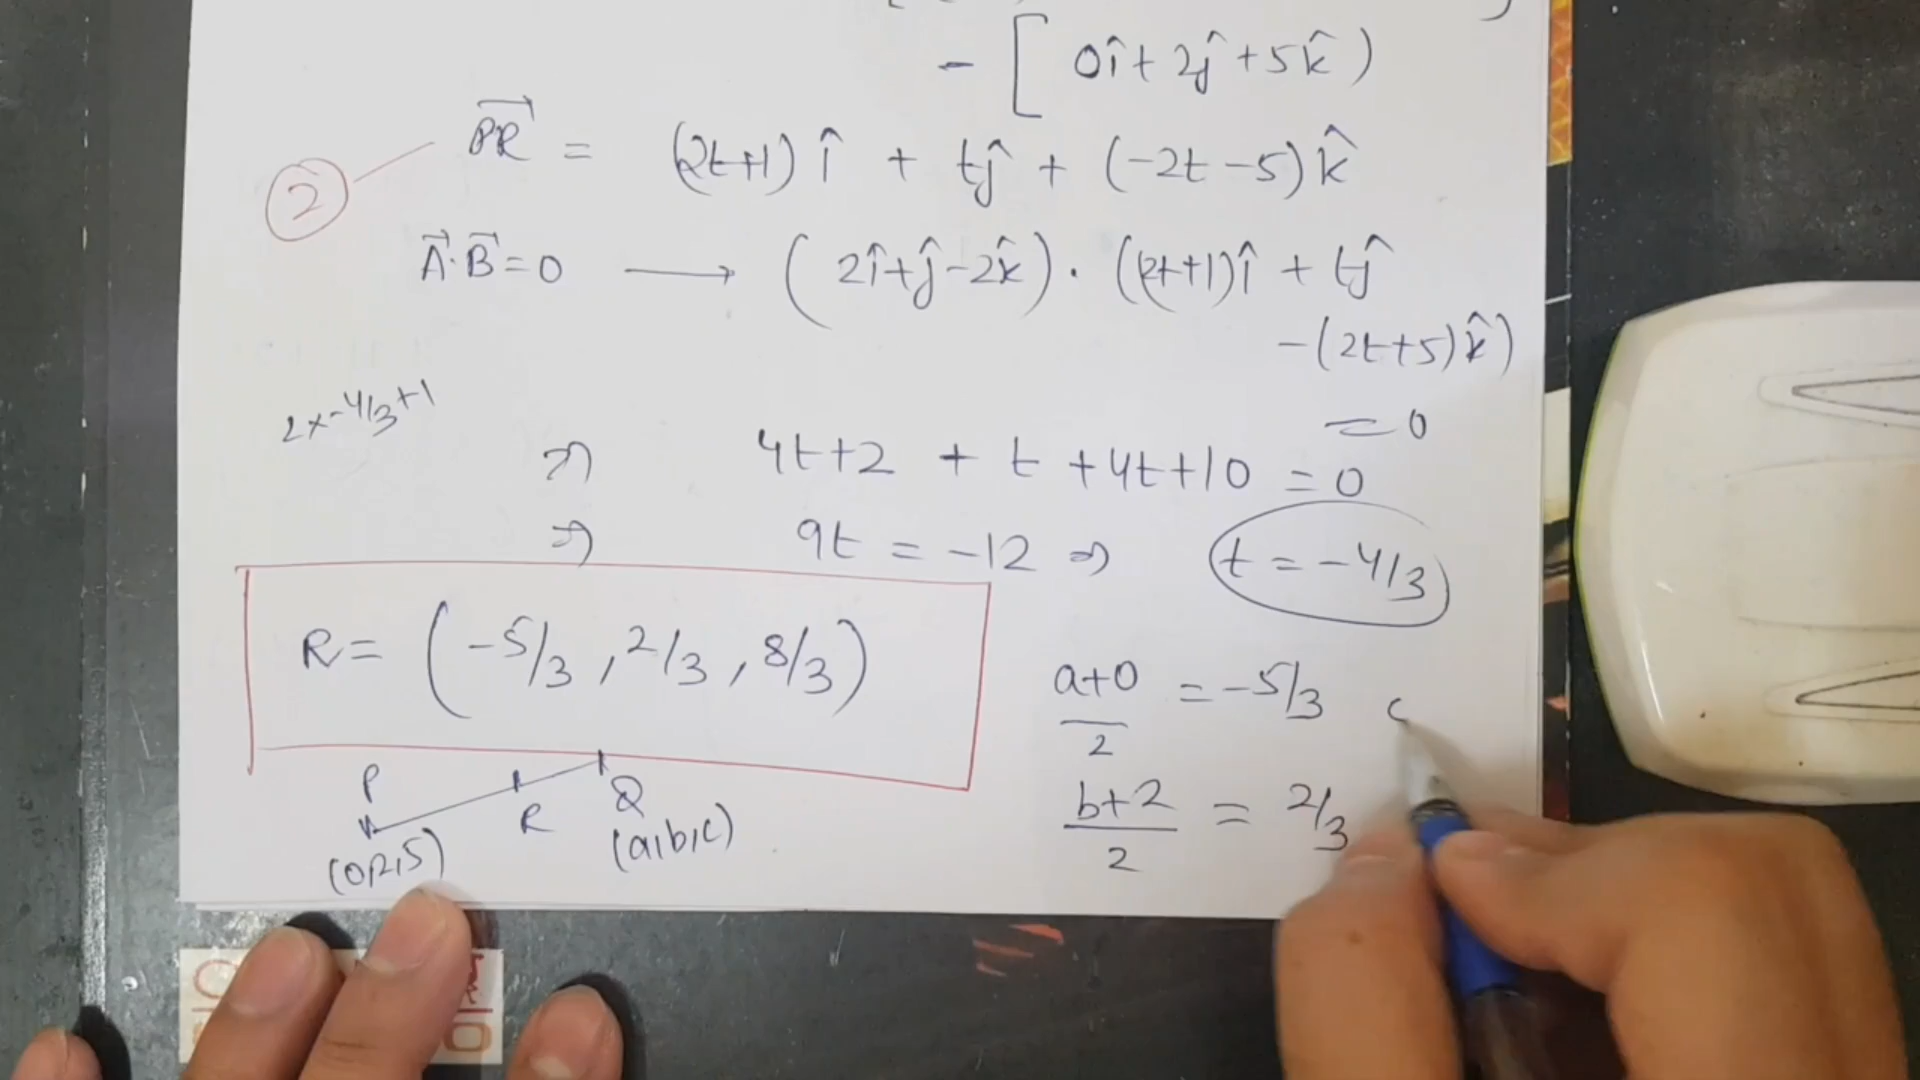 - [ 0î + 2ĵ + 5k̂ )
② PR⃗ = (2t+1) î + tĵ + (-2t-5) k̂
A⃗·B⃗=0 ⟶ ( 2î+ĵ-2k̂ ) · ((2t+1)î + tĵ
-(2t+5)k̂)
= 0
2x-4/3+1
⇒ 4t+2 + t +4t+10 = 0
⇒ 9t = -12 ⇒ t = -4/3
R = ( -5/3 , 2/3 , 8/3 )
a+0/2 = -5/3 c
b+2/2 = 2/3
P R Q
(0,2,5) (a,b,c)